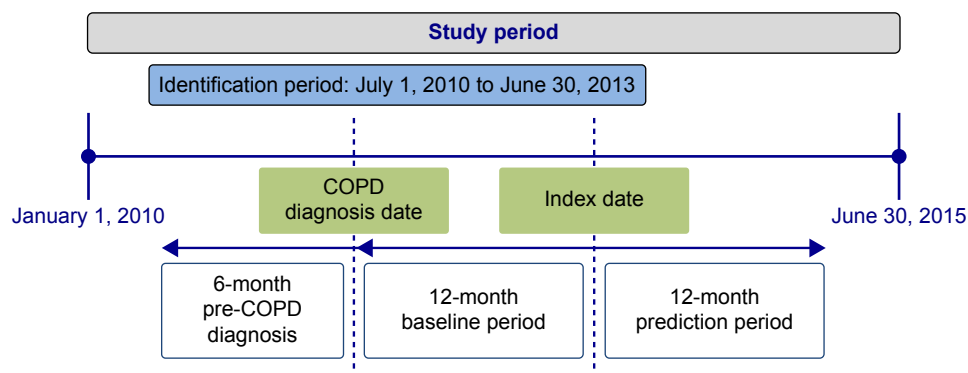 Study period
Identification period: July 1, 2010 to June 30, 2013
COPD
diagnosis date
Index date
January 1, 2010
June 30, 2015
6-month
pre-COPD
diagnosis
12-month
baseline period
12-month
prediction period